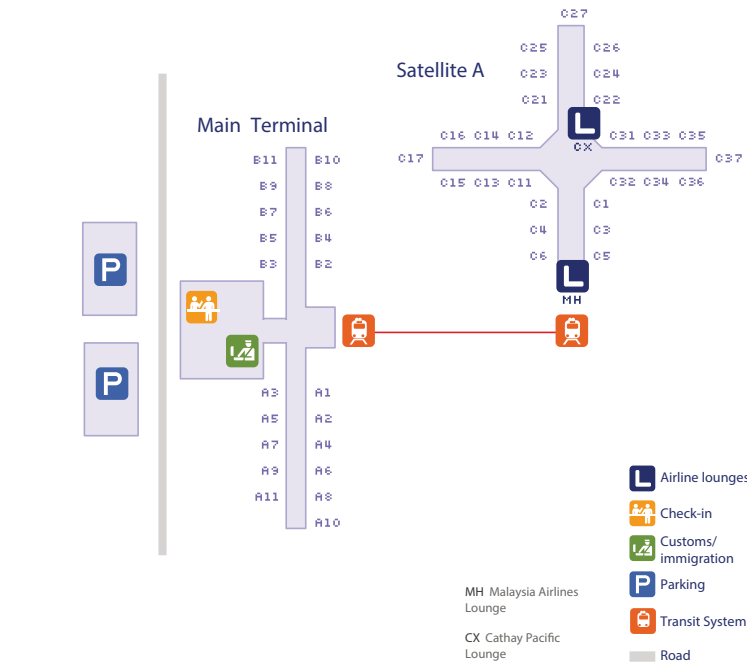 C27
C25 C26
Satellite A
C23 C24
C21 C22
L
CX
Main Terminal
C16 C14 C12 C31 C33 C35
C17 C37
C15 C13 C11 C32 C34 C36
B11 B10
B9 B8
B7 B6
B5 B4
B3 B2
C2 C1
C4 C3
C6 C5
L
MH
P
P
A3 A1
A5 A2
A7 A4
A9 A6
A11 A8
A10
L Airline lounges
Check-in
Customs/
immigration
P Parking
Transit System
Road
MH Malaysia Airlines
Lounge
CX Cathay Pacific
Lounge